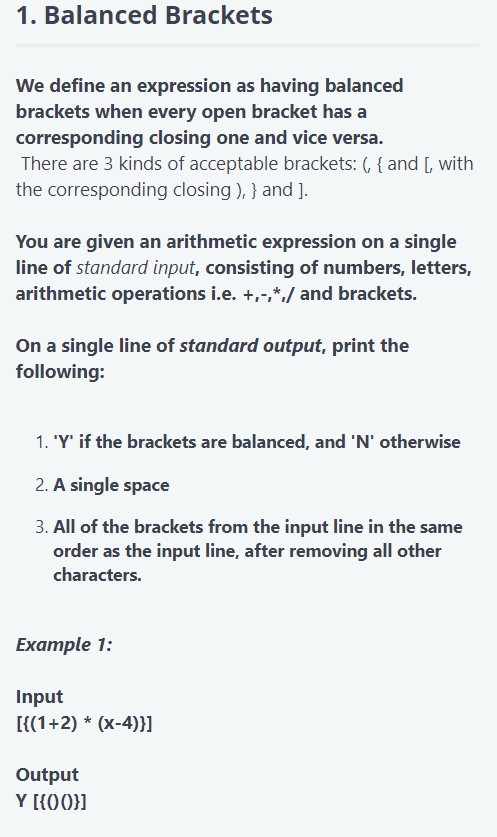 1. Balanced Brackets
We define an expression as having balanced
brackets when every open bracket has a
corresponding closing one and vice versa.
There are 3 kinds of acceptable brackets: (, { and [, with
the corresponding closing ), } and ].
You are given an arithmetic expression on a single
line of standard input, consisting of numbers, letters,
arithmetic operations i.e. +,-,*,/ and brackets.
On a single line of standard output, print the
following:
1. 'Y' if the brackets are balanced, and 'N' otherwise
2. A single space
3. All of the brackets from the input line in the same
order as the input line, after removing all other
characters.
Example 1:
Input
[{(1+2) * (x-4)}]
Output
Y [{()()}]